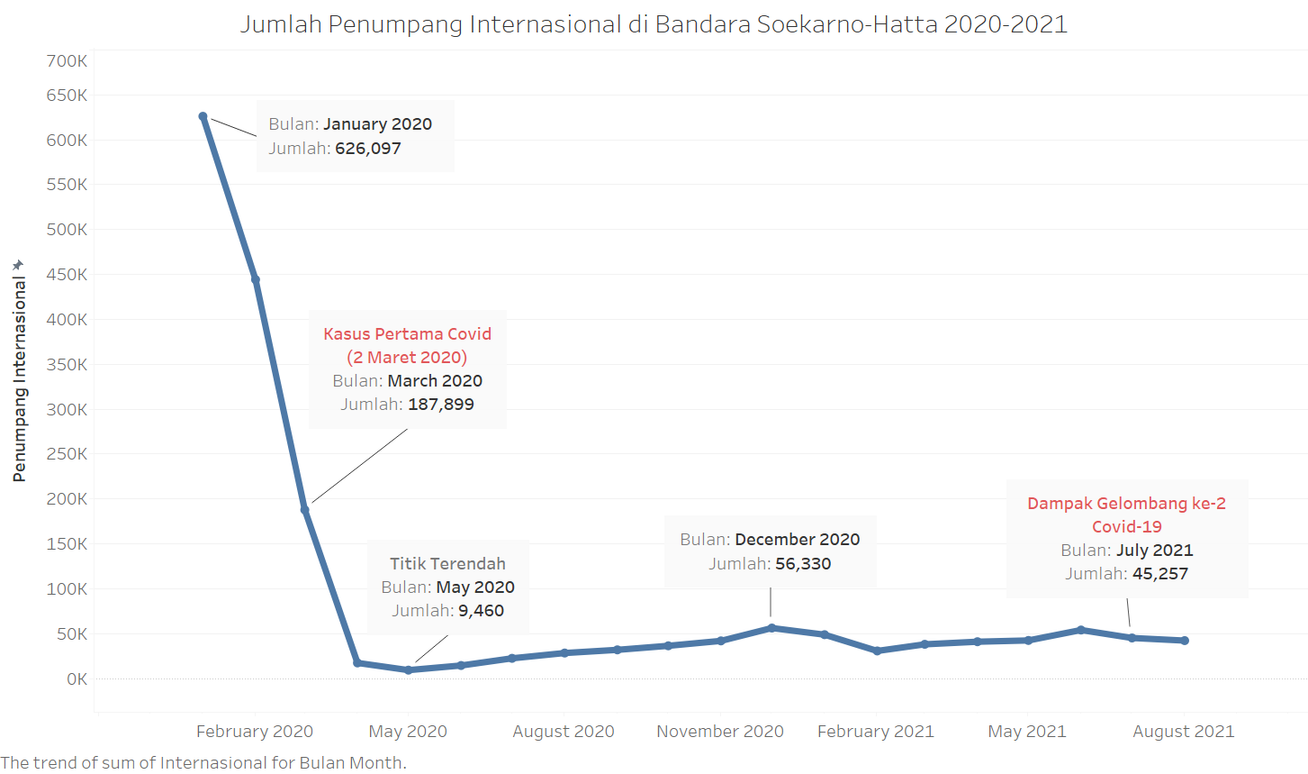 Jumlah Penumpang Internasional di Bandara Soekarno-Hatta 2020-2021
Penumpang Internasional
700K
650K
600K
550K
500K
450K
400K
350K
300K
250K
200K
150K
100K
50K
0K
Bulan: January 2020
Jumlah: 626,097
Kasus Pertama Covid
(2 Maret 2020)
Bulan: March 2020
Jumlah: 187,899
Titik Terendah
Bulan: May 2020
Jumlah: 9,460
Bulan: December 2020
Jumlah: 56,330
Dampak Gelombang ke-2
Covid-19
Bulan: July 2021
Jumlah: 45,257
February 2020
May 2020
August 2020
November 2020
February 2021
May 2021
August 2021
The trend of sum of Internasional for Bulan Month.